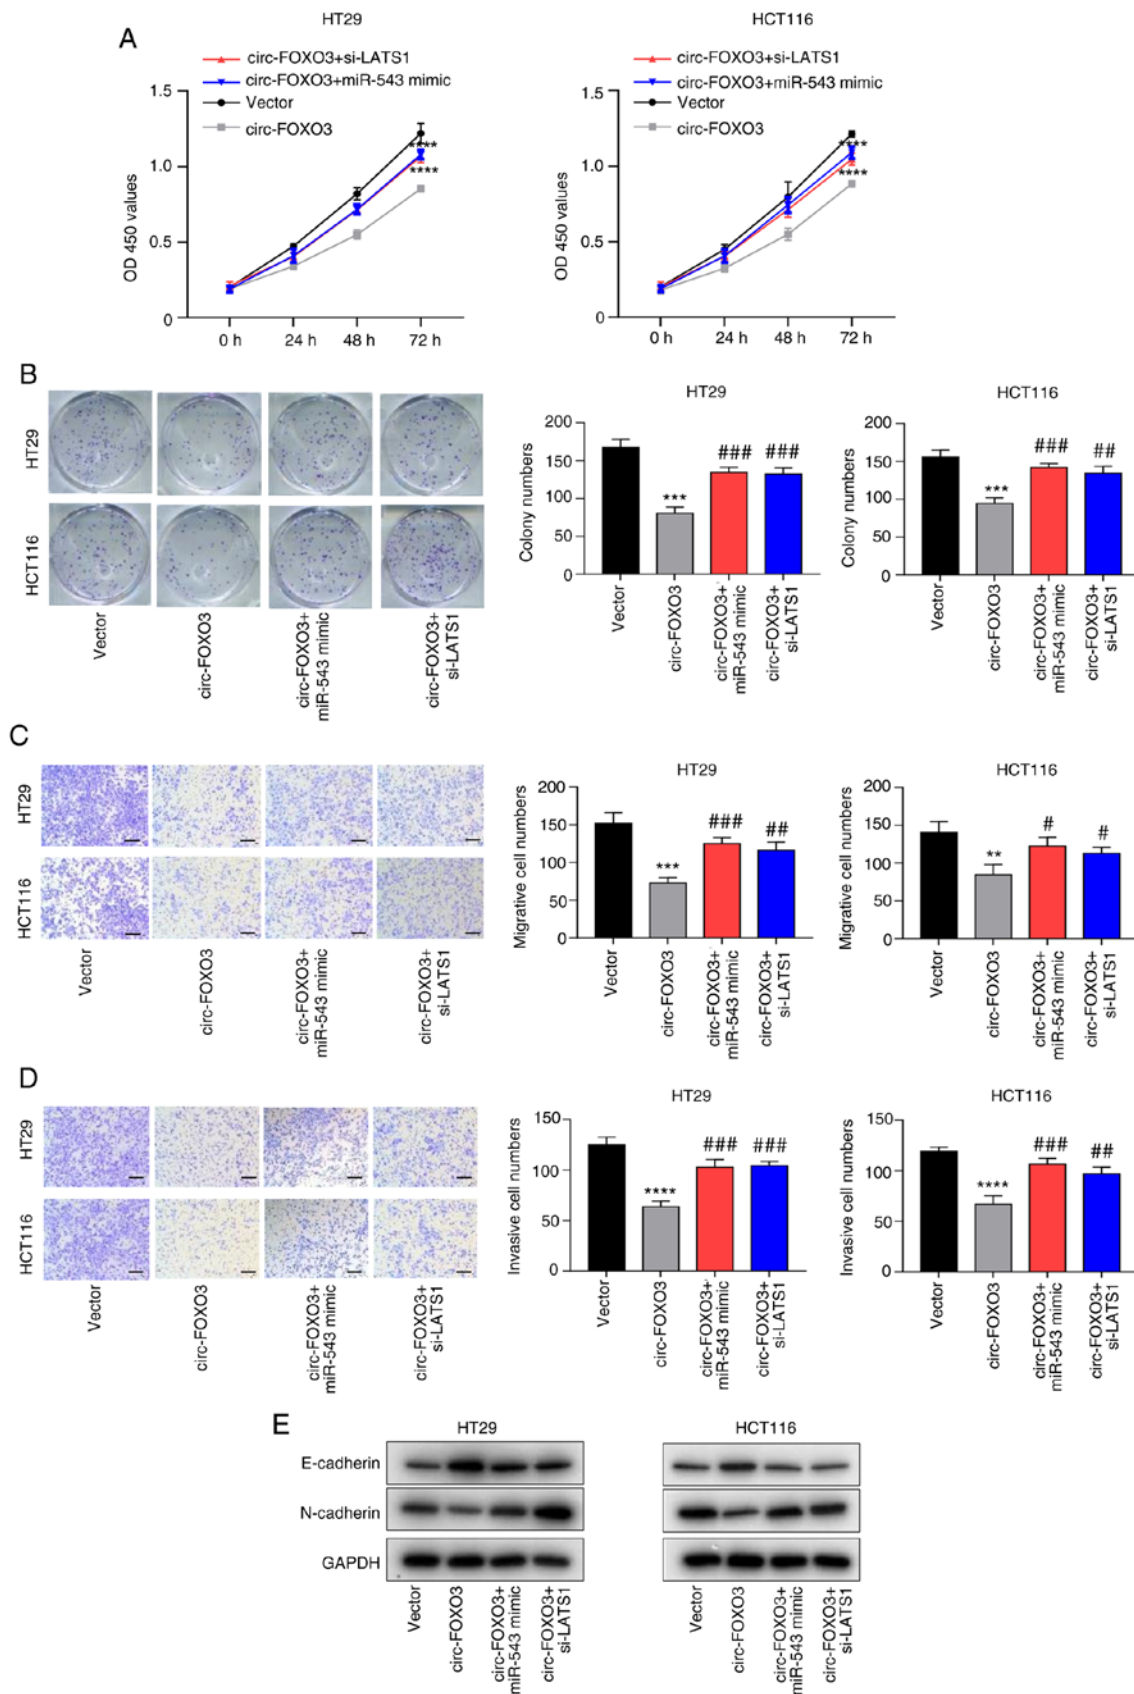 HT29
HCT116
A
circ-FOXO3+si-LATS1
circ-FOXO3+miR-543 mimic
Vector
circ-FOXO3
1.5
1.0
0.5
0
OD 450 values
****
****
0 h
24 h
48 h
72 h
circ-FOXO3+si-LATS1
circ-FOXO3+miR-543 mimic
Vector
circ-FOXO3
1.5
1.0
0.5
0
OD 450 values
****
****
0 h
24 h
48 h
72 h
B
HT29
HCT116
Vector
circ-FOXO3
circ-FOXO3+
miR-543 mimic
circ-FOXO3+
si-LATS1
HT29
Colony numbers
200
150
100
50
0
***
###
###
Vector
circ-FOXO3
circ-FOXO3+
miR-543 mimic
circ-FOXO3+
si-LATS1
HCT116
Colony numbers
200
150
100
50
0
***
###
##
Vector
circ-FOXO3
circ-FOXO3+
miR-543 mimic
circ-FOXO3+
si-LATS1
C
HT29
HCT116
Vector
circ-FOXO3
circ-FOXO3+
miR-543 mimic
circ-FOXO3+
si-LATS1
HT29
Migrative cell numbers
200
150
100
50
0
***
###
##
Vector
circ-FOXO3
circ-FOXO3+
miR-543 mimic
circ-FOXO3+
si-LATS1
HCT116
Migrative cell numbers
200
150
100
50
0
**
#
#
Vector
circ-FOXO3
circ-FOXO3+
miR-543 mimic
circ-FOXO3+
si-LATS1
D
HT29
HCT116
Vector
circ-FOXO3
circ-FOXO3+
miR-543 mimic
circ-FOXO3+
si-LATS1
HT29
Invasive cell numbers
150
100
50
0
****
###
###
Vector
circ-FOXO3
circ-FOXO3+
miR-543 mimic
circ-FOXO3+
si-LATS1
HCT116
Invasive cell numbers
150
100
50
0
****
###
##
Vector
circ-FOXO3
circ-FOXO3+
miR-543 mimic
circ-FOXO3+
si-LATS1
E
HT29
HCT116
E-cadherin
N-cadherin
GAPDH
Vector
circ-FOXO3
circ-FOXO3+
miR-543 mimic
circ-FOXO3+
si-LATS1
Vector
circ-FOXO3
circ-FOXO3+
miR-543 mimic
circ-FOXO3+
si-LATS1